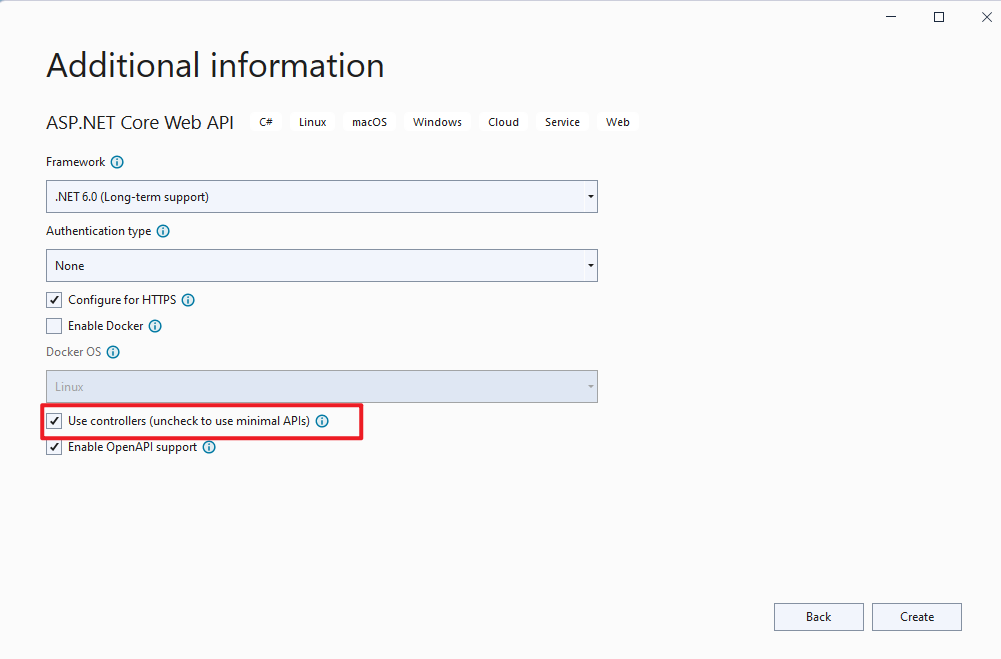 Additional information
ASP.NET Core Web API C# Linux macOS Windows Cloud Service Web
Framework
.NET 6.0 (Long-term support)
Authentication type
None
Configure for HTTPS
Enable Docker
Docker OS
Linux
Use controllers (uncheck to use minimal APIs)
Enable OpenAPI support
Back Create